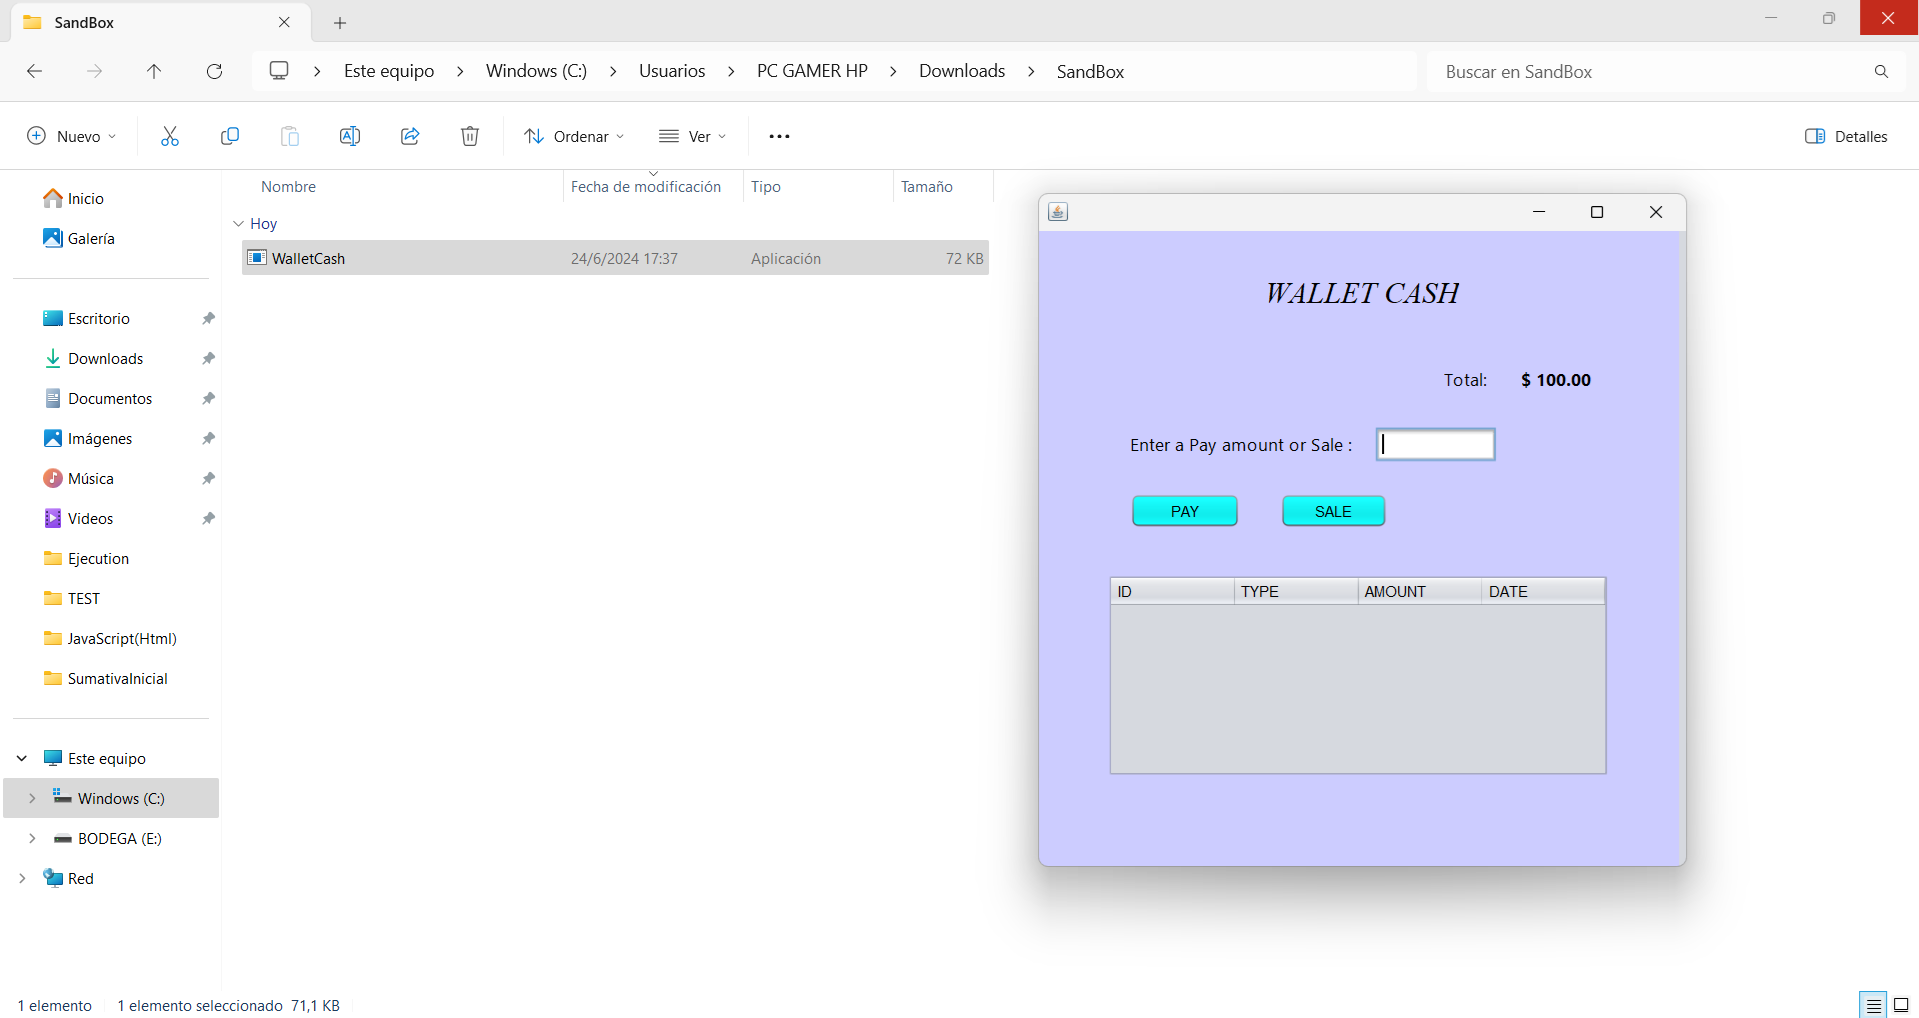 SandBox
Este equipo > Windows (C:) > Usuarios > PC GAMER HP > Downloads > SandBox
Buscar en SandBox
Nuevo
Ordenar
Ver
Detalles
Nombre Fecha de modificación Tipo Tamaño
Hoy
WalletCash 24/6/2024 17:37 Aplicación 72 KB
Inicio
Galería
Escritorio
Downloads
Documentos
Imágenes
Música
Videos
Ejecution
TEST
JavaScript(Html)
SumativaInicial
Este equipo
Windows (C:)
BODEGA (E:)
Red
WALLET CASH
Total: $ 100.00
Enter a Pay amount or Sale :
PAY SALE
ID TYPE AMOUNT DATE
1 elemento 1 elemento seleccionado 71,1 KB